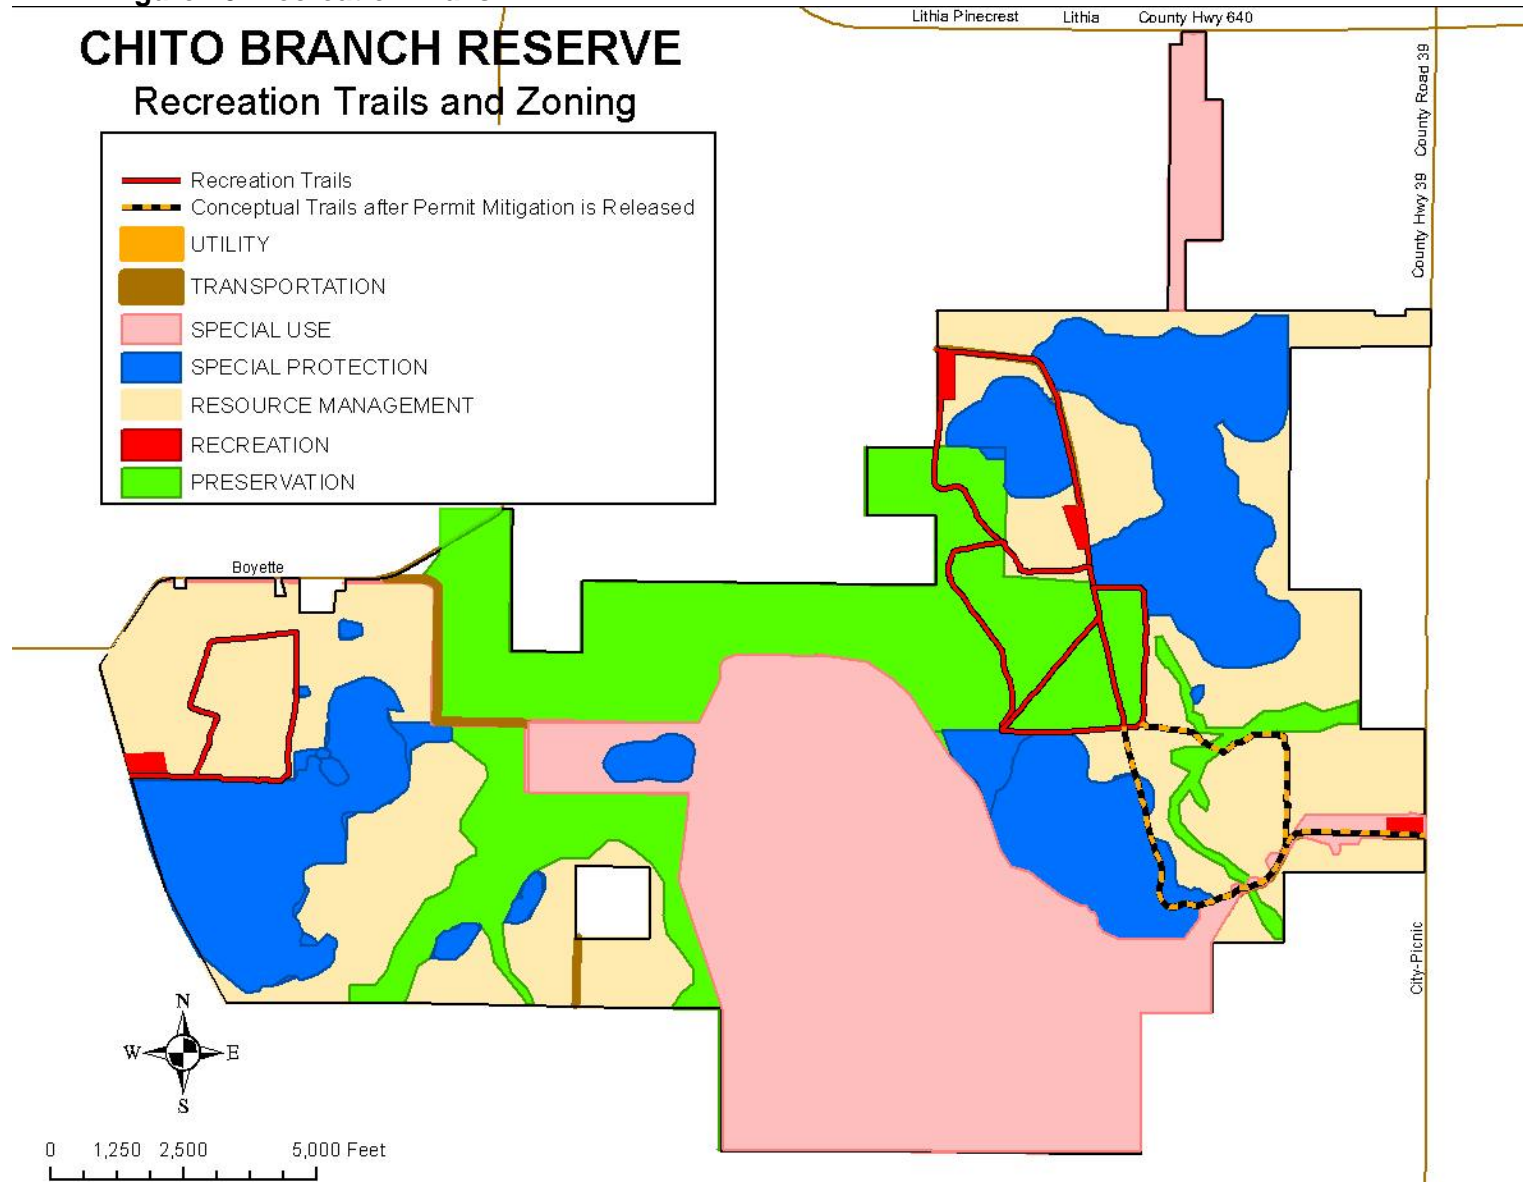 Lithia Pinecrest Lithia County Hwy 640
CHITO BRANCH RESERVE
Recreation Trails and Zoning
County Road 39
County Hwy 39
Recreation Trails
Conceptual Trails after Permit Mitigation is Released
UTILITY
TRANSPORTATION
SPECIAL USE
SPECIAL PROTECTION
RESOURCE MANAGEMENT
RECREATION
PRESERVATION
Boyette
City-Picnic
N
W E
S
0 1,250 2,500 5,000 Feet